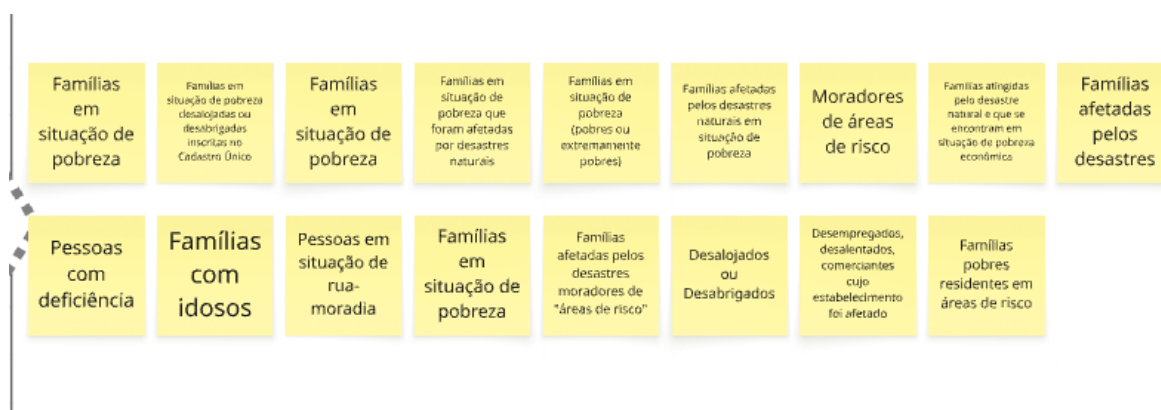 Famílias
em
situação de
pobreza
Famílias em
situação de pobreza
desalojadas ou
desabrigadas
inscritas no
Cadastro Único
Famílias
em
situação de
pobreza
Famílias em
situação de
pobreza que
foram afetadas
por desastres
naturais
Famílias em
situação de
pobreza
(pobres ou
extremamente
pobres)
Famílias afetadas
pelos desastres
naturais em
situação de
pobreza
Moradores
de áreas
de risco
Famílias atingidas
pelo desastre
natural e que se
encontram em
situação de pobreza
econômica
Famílias
afetadas
pelos
desastres
Pessoas
com
deficiência
Famílias
com
idosos
Pessoas em
situação de
rua-
moradia
Famílias
em
situação de
pobreza
Famílias
afetadas pelos
desastres
moradores de
"áreas de risco"
Desalojados
ou
Desabrigados
Desempregados,
desalentados,
comerciantes
cujo
estabelecimento
foi afetado
Famílias
pobres
residentes em
áreas de risco